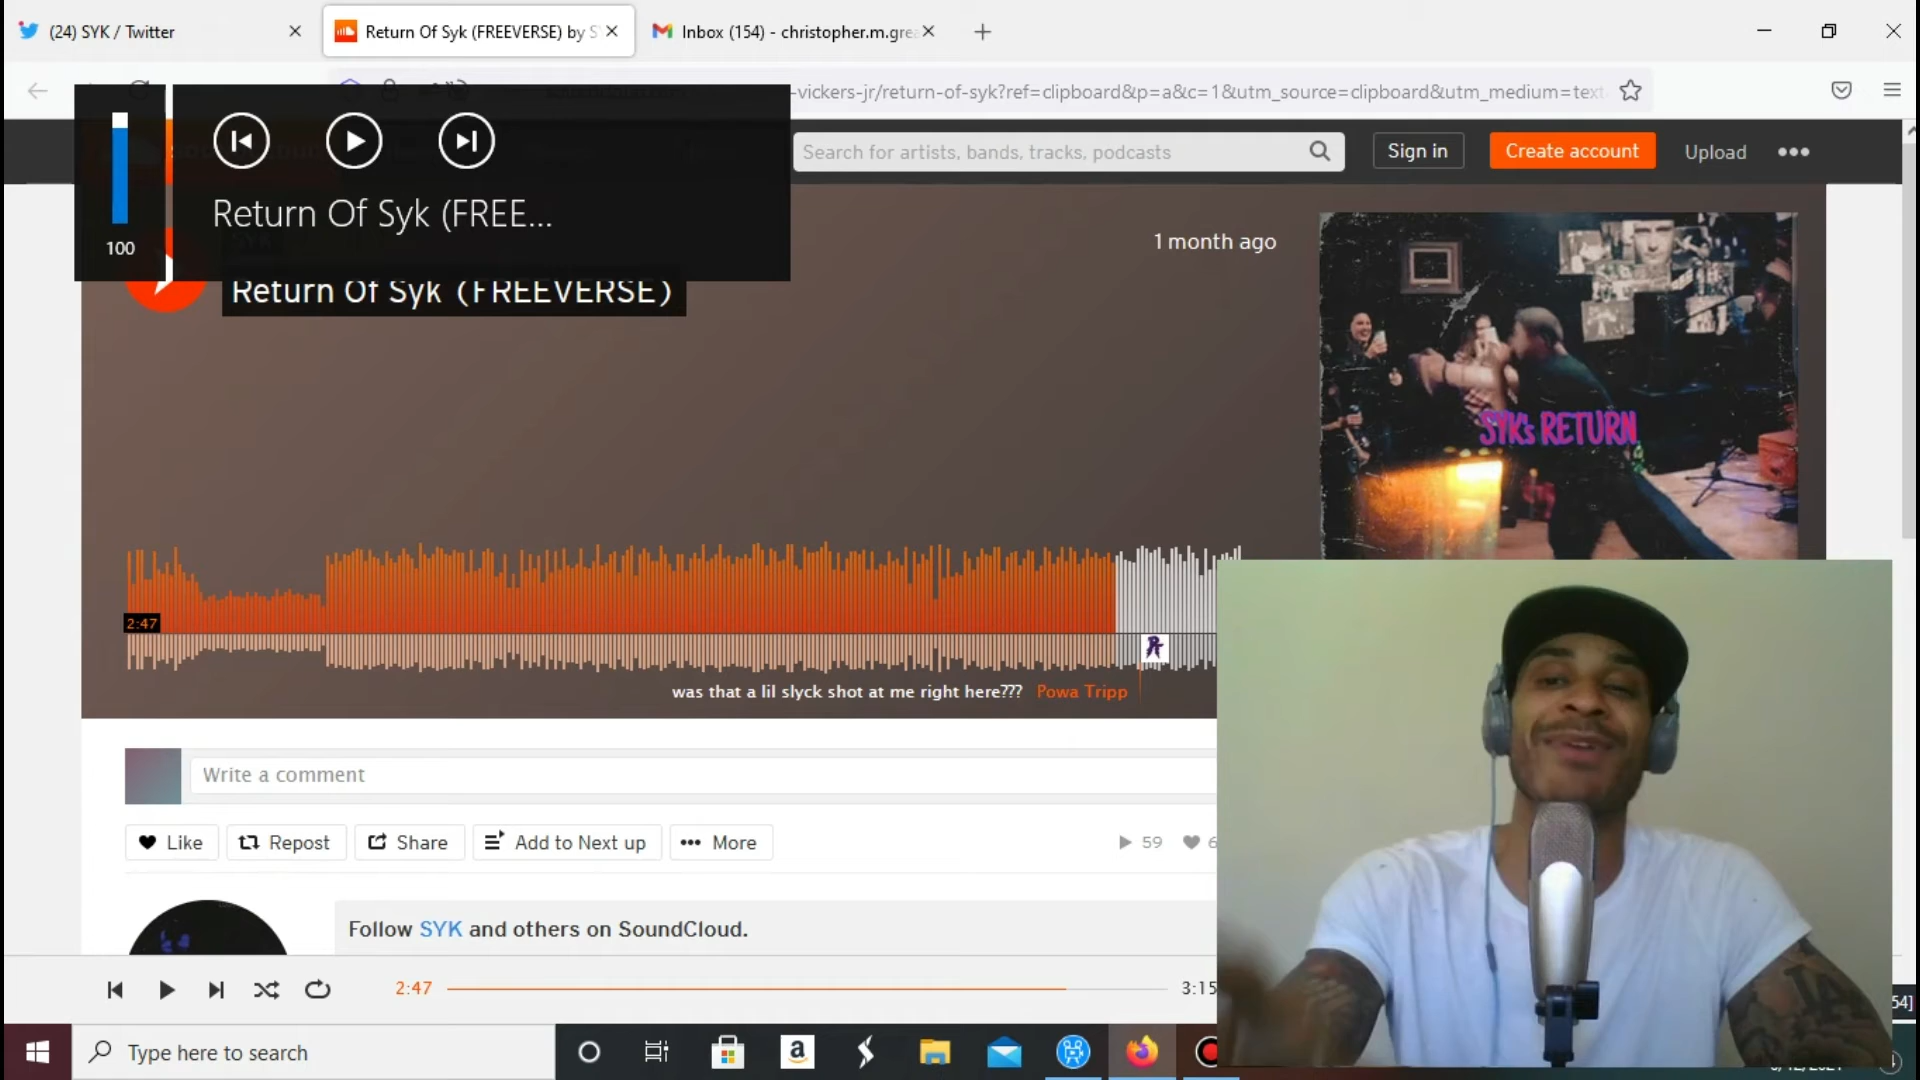 (24) SYK / Twitter
Return Of Syk (FREEVERSE) by S
Inbox (154) - christopher.m.grea
-vickers-jr/return-of-syk?ref=clipboard&p=a&c=1&utm_source=clipboard&utm_medium=text
Search for artists, bands, tracks, podcasts
Sign in
Create account
Upload
Return Of Syk (FREE...
100
1 month ago
Return Of Syk (FREEVERSE)
SYK's RETURN
2:47
was that a lil slyck shot at me right here??? Powa Tripp
Write a comment
Like
Repost
Share
Add to Next up
More
59
6
Follow SYK and others on SoundCloud.
2:47
3:15
54]
Type here to search